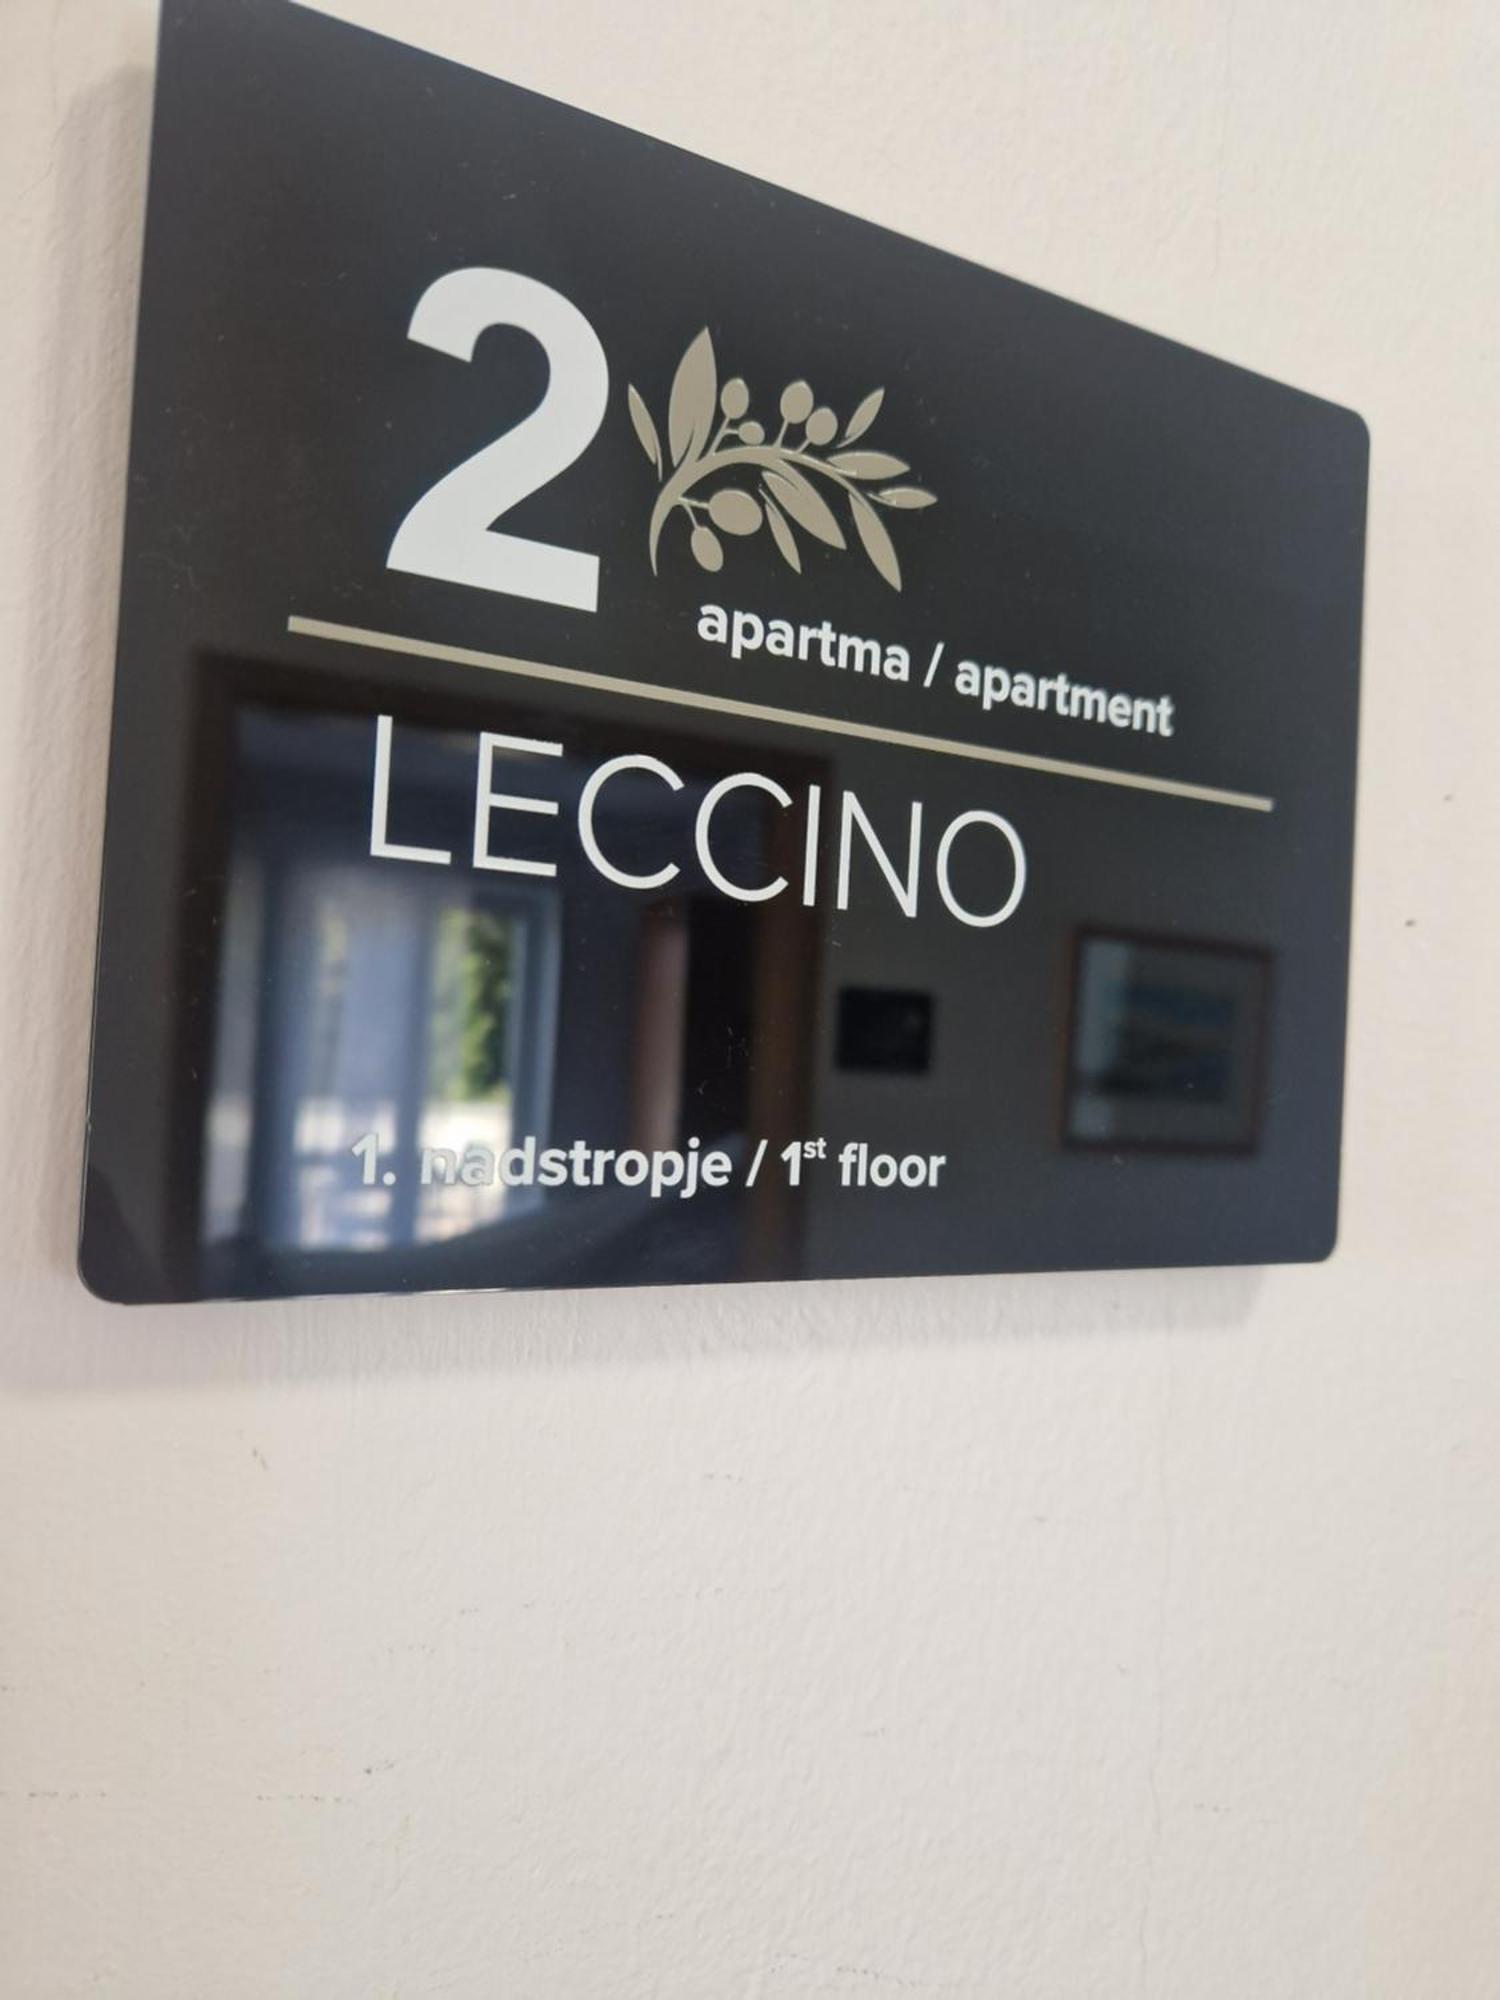 2
apartma / apartment
LECCINO
1. nadstropje / 1st floor